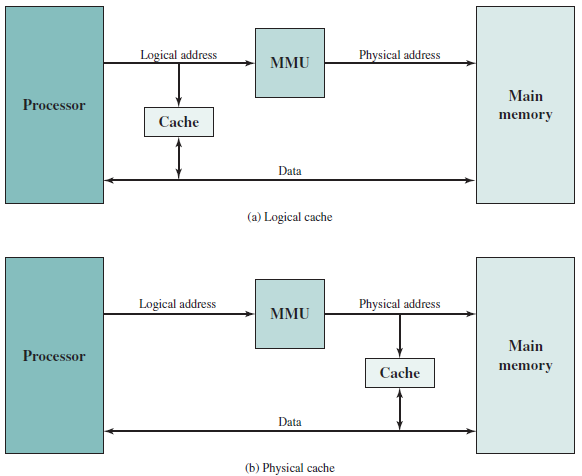 Logical address
MMU
Physical address
Processor
Cache
Main
memory
Data
(a) Logical cache
Logical address
MMU
Physical address
Processor
Cache
Main
memory
Data
(b) Physical cache